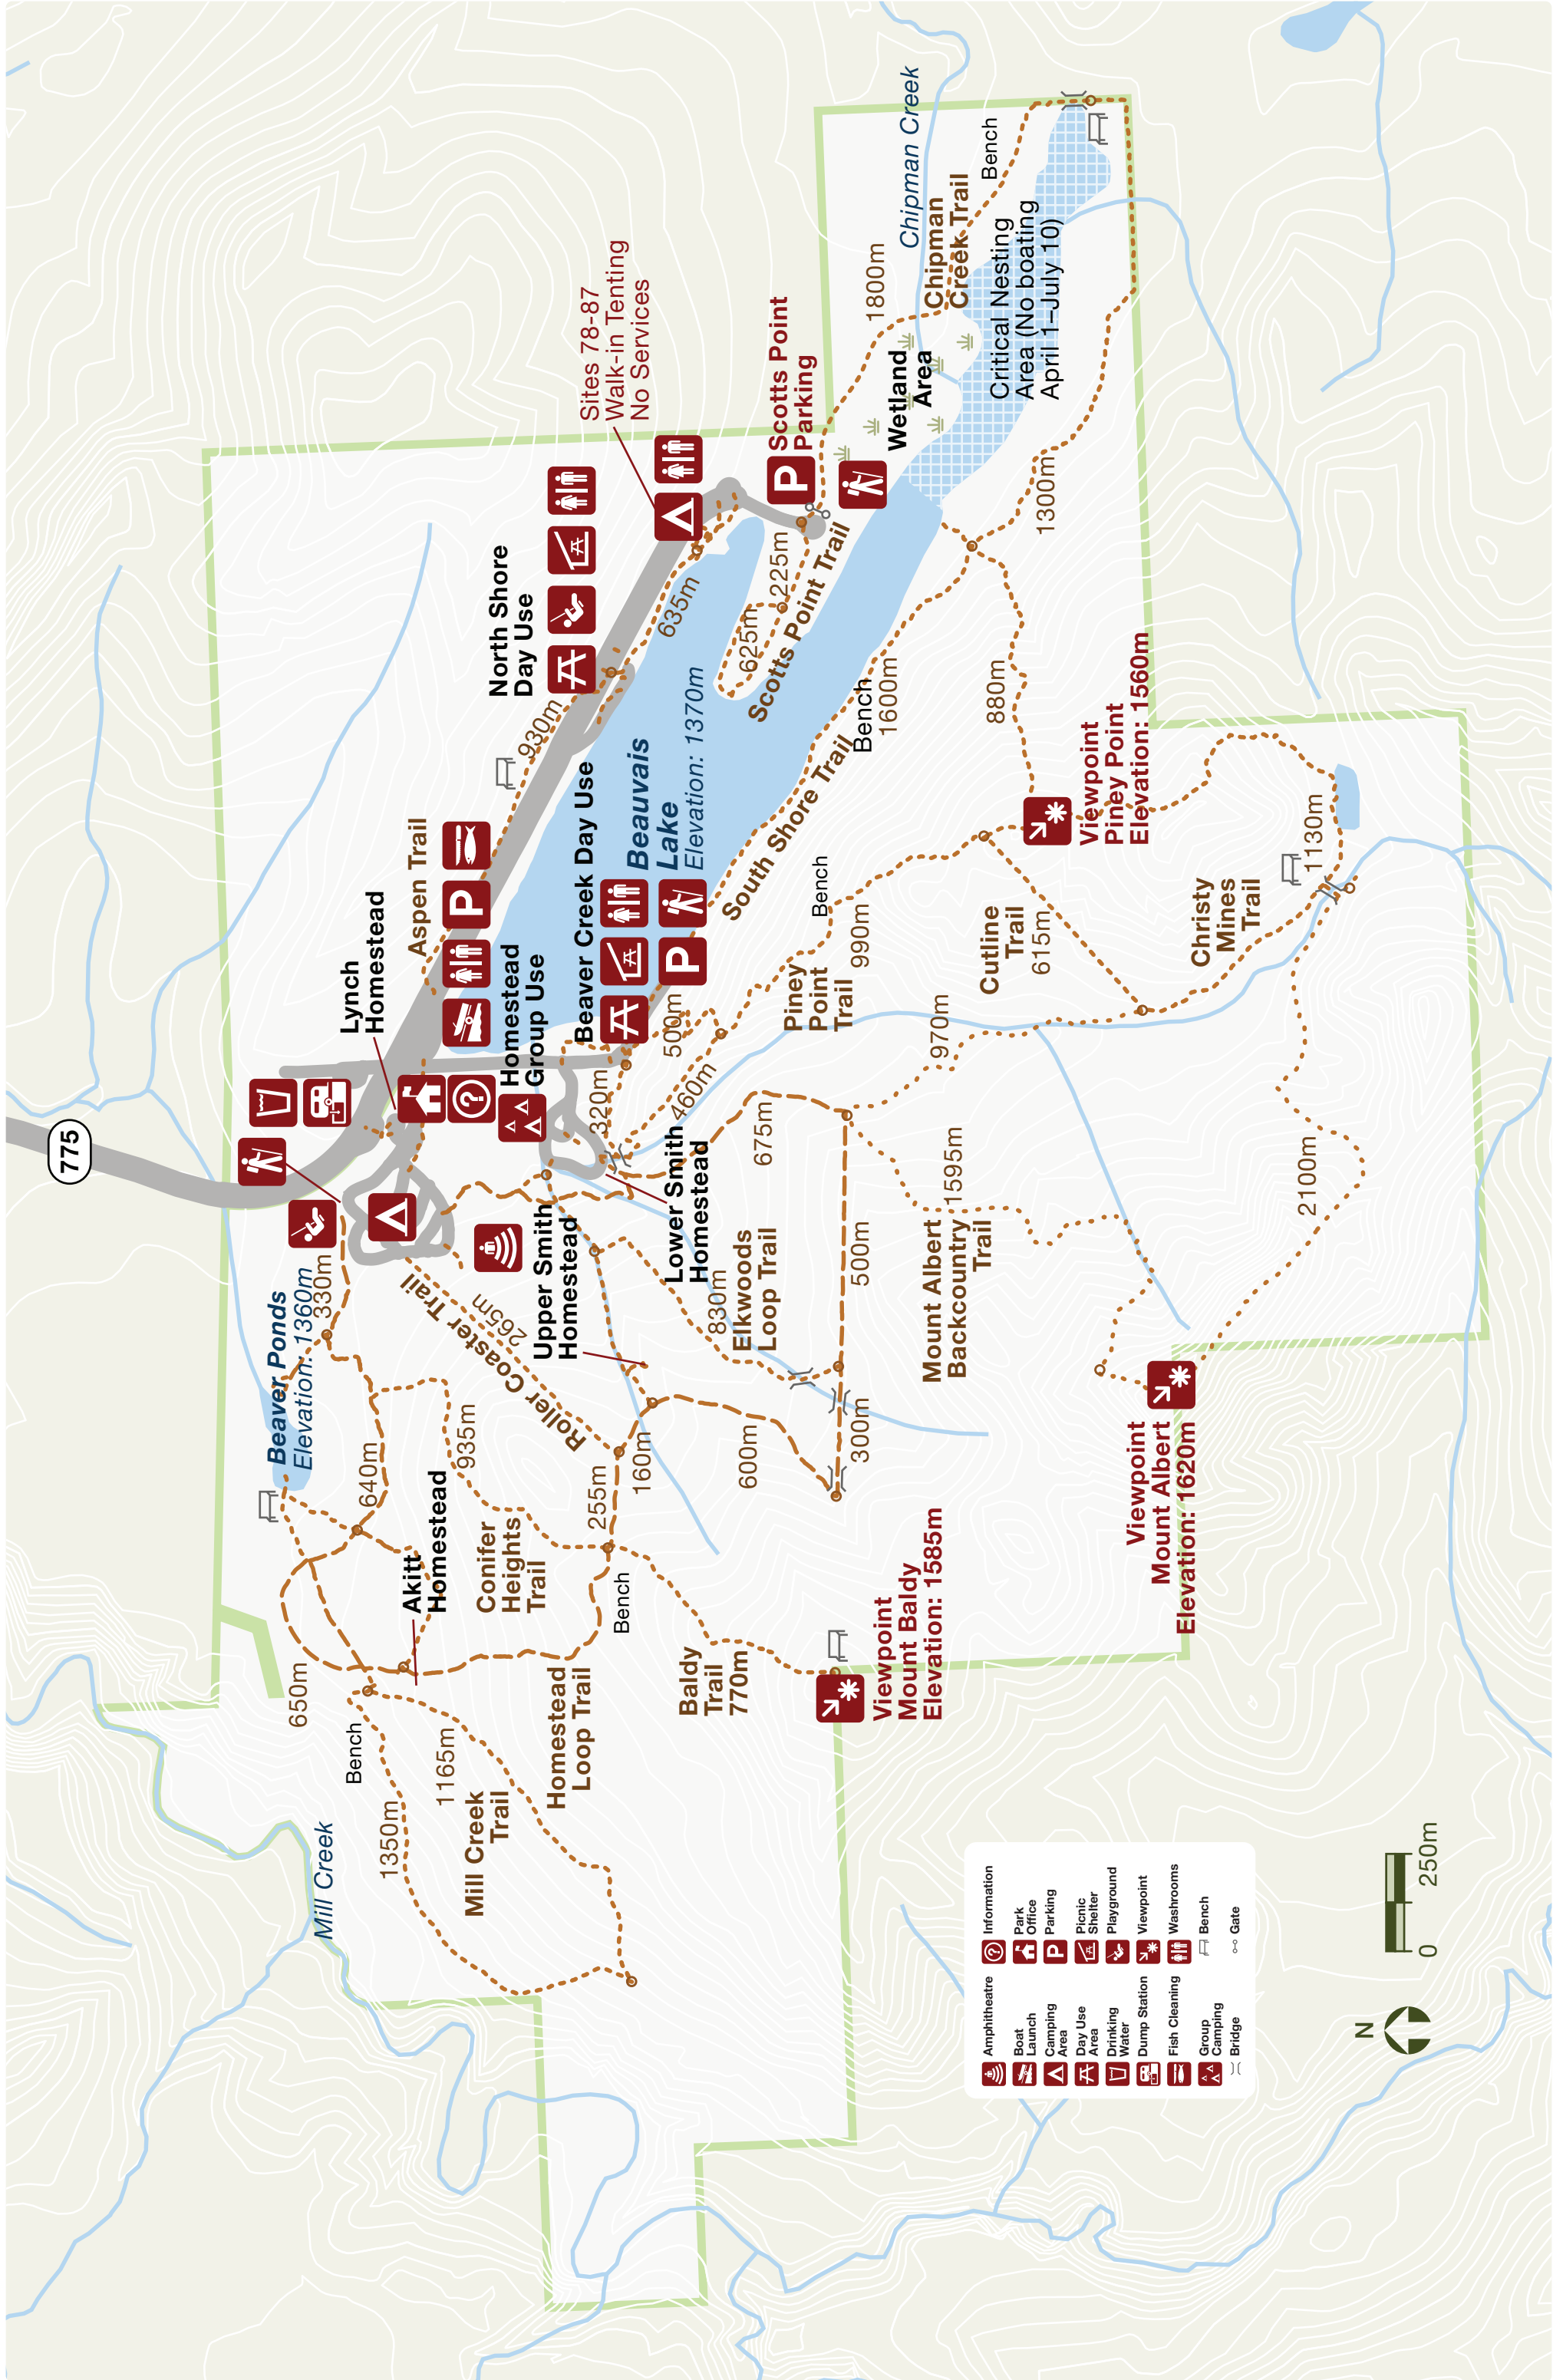 775
Chipman Creek
Sites 78-87
Walk-in Tenting
No Services
North Shore
Day Use
Scotts Point
Parking
1800m
Chipman
Creek Trail
Bench
Wetland
Area
Critical Nesting
Area (No boating
April 1–July 10)
Lynch
Homestead
Aspen Trail
930m
635m
225m
625m
Scotts Point Trail
1300m
Homestead
Group Use
Beaver Creek Day Use
Beauvais
Lake
Elevation: 1370m
South Shore Trail
Bench
1600m
880m
Viewpoint
Piney Point
Elevation: 1560m
Beaver Ponds
Elevation: 1360m
330m
Roller Coaster Trail
265m
Upper Smith
Homestead
Lower Smith
Homestead
320m
500m
460m
Piney
Point
Trail
Bench
990m
Cutline
Trail
615m
Christy
Mines
Trail
1130m
675m
970m
830m
Elkwoods
Loop Trail
500m
1595m
Mount Albert
Backcountry
Trail
2100m
640m
935m
Akitt
Homestead
Conifer
Heights
Trail
255m
160m
600m
300m
Bench
Viewpoint
Mount Albert
Elevation: 1620m
650m
Bench
1165m
1350m
Mill Creek
Trail
Homestead
Loop Trail
Baldy
Trail
770m
Viewpoint
Mount Baldy
Elevation: 1585m
Mill Creek
Amphitheatre
Boat
Launch
Camping
Area
Day Use
Area
Drinking
Water
Dump Station
Fish Cleaning
Group
Camping
Bridge
Information
Park
Office
Parking
Picnic
Shelter
Playground
Viewpoint
Washrooms
Bench
Gate
N
0 250m